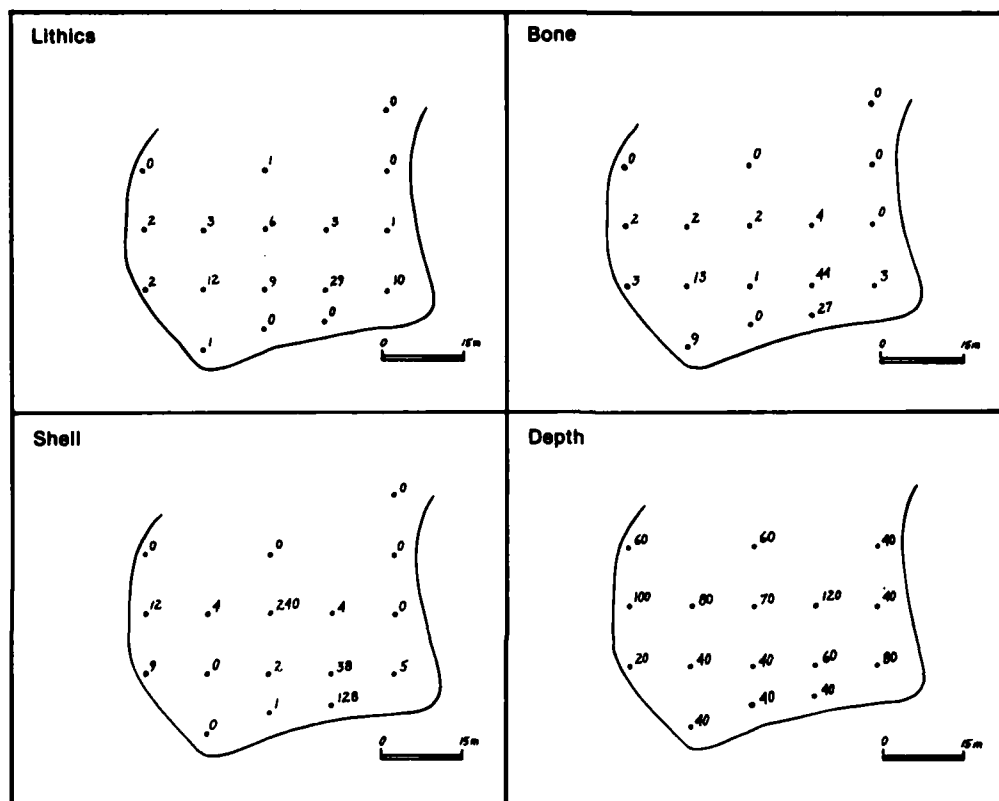 Lithics
0
0 1 0
2 3 6 3 1
2 12 9 29 10
0 0
1
0 15m
Bone
0
0 0 0
2 2 2 4 0
3 13 1 44 3
0 27
9
0 15m
Shell
0
0 0 0
12 4 240 4 0
9 0 2 38 5
1 128
0
0 15m
Depth
60 60 40
100 80 70 120 40
20 40 40 60 80
40 40
40
0 15m